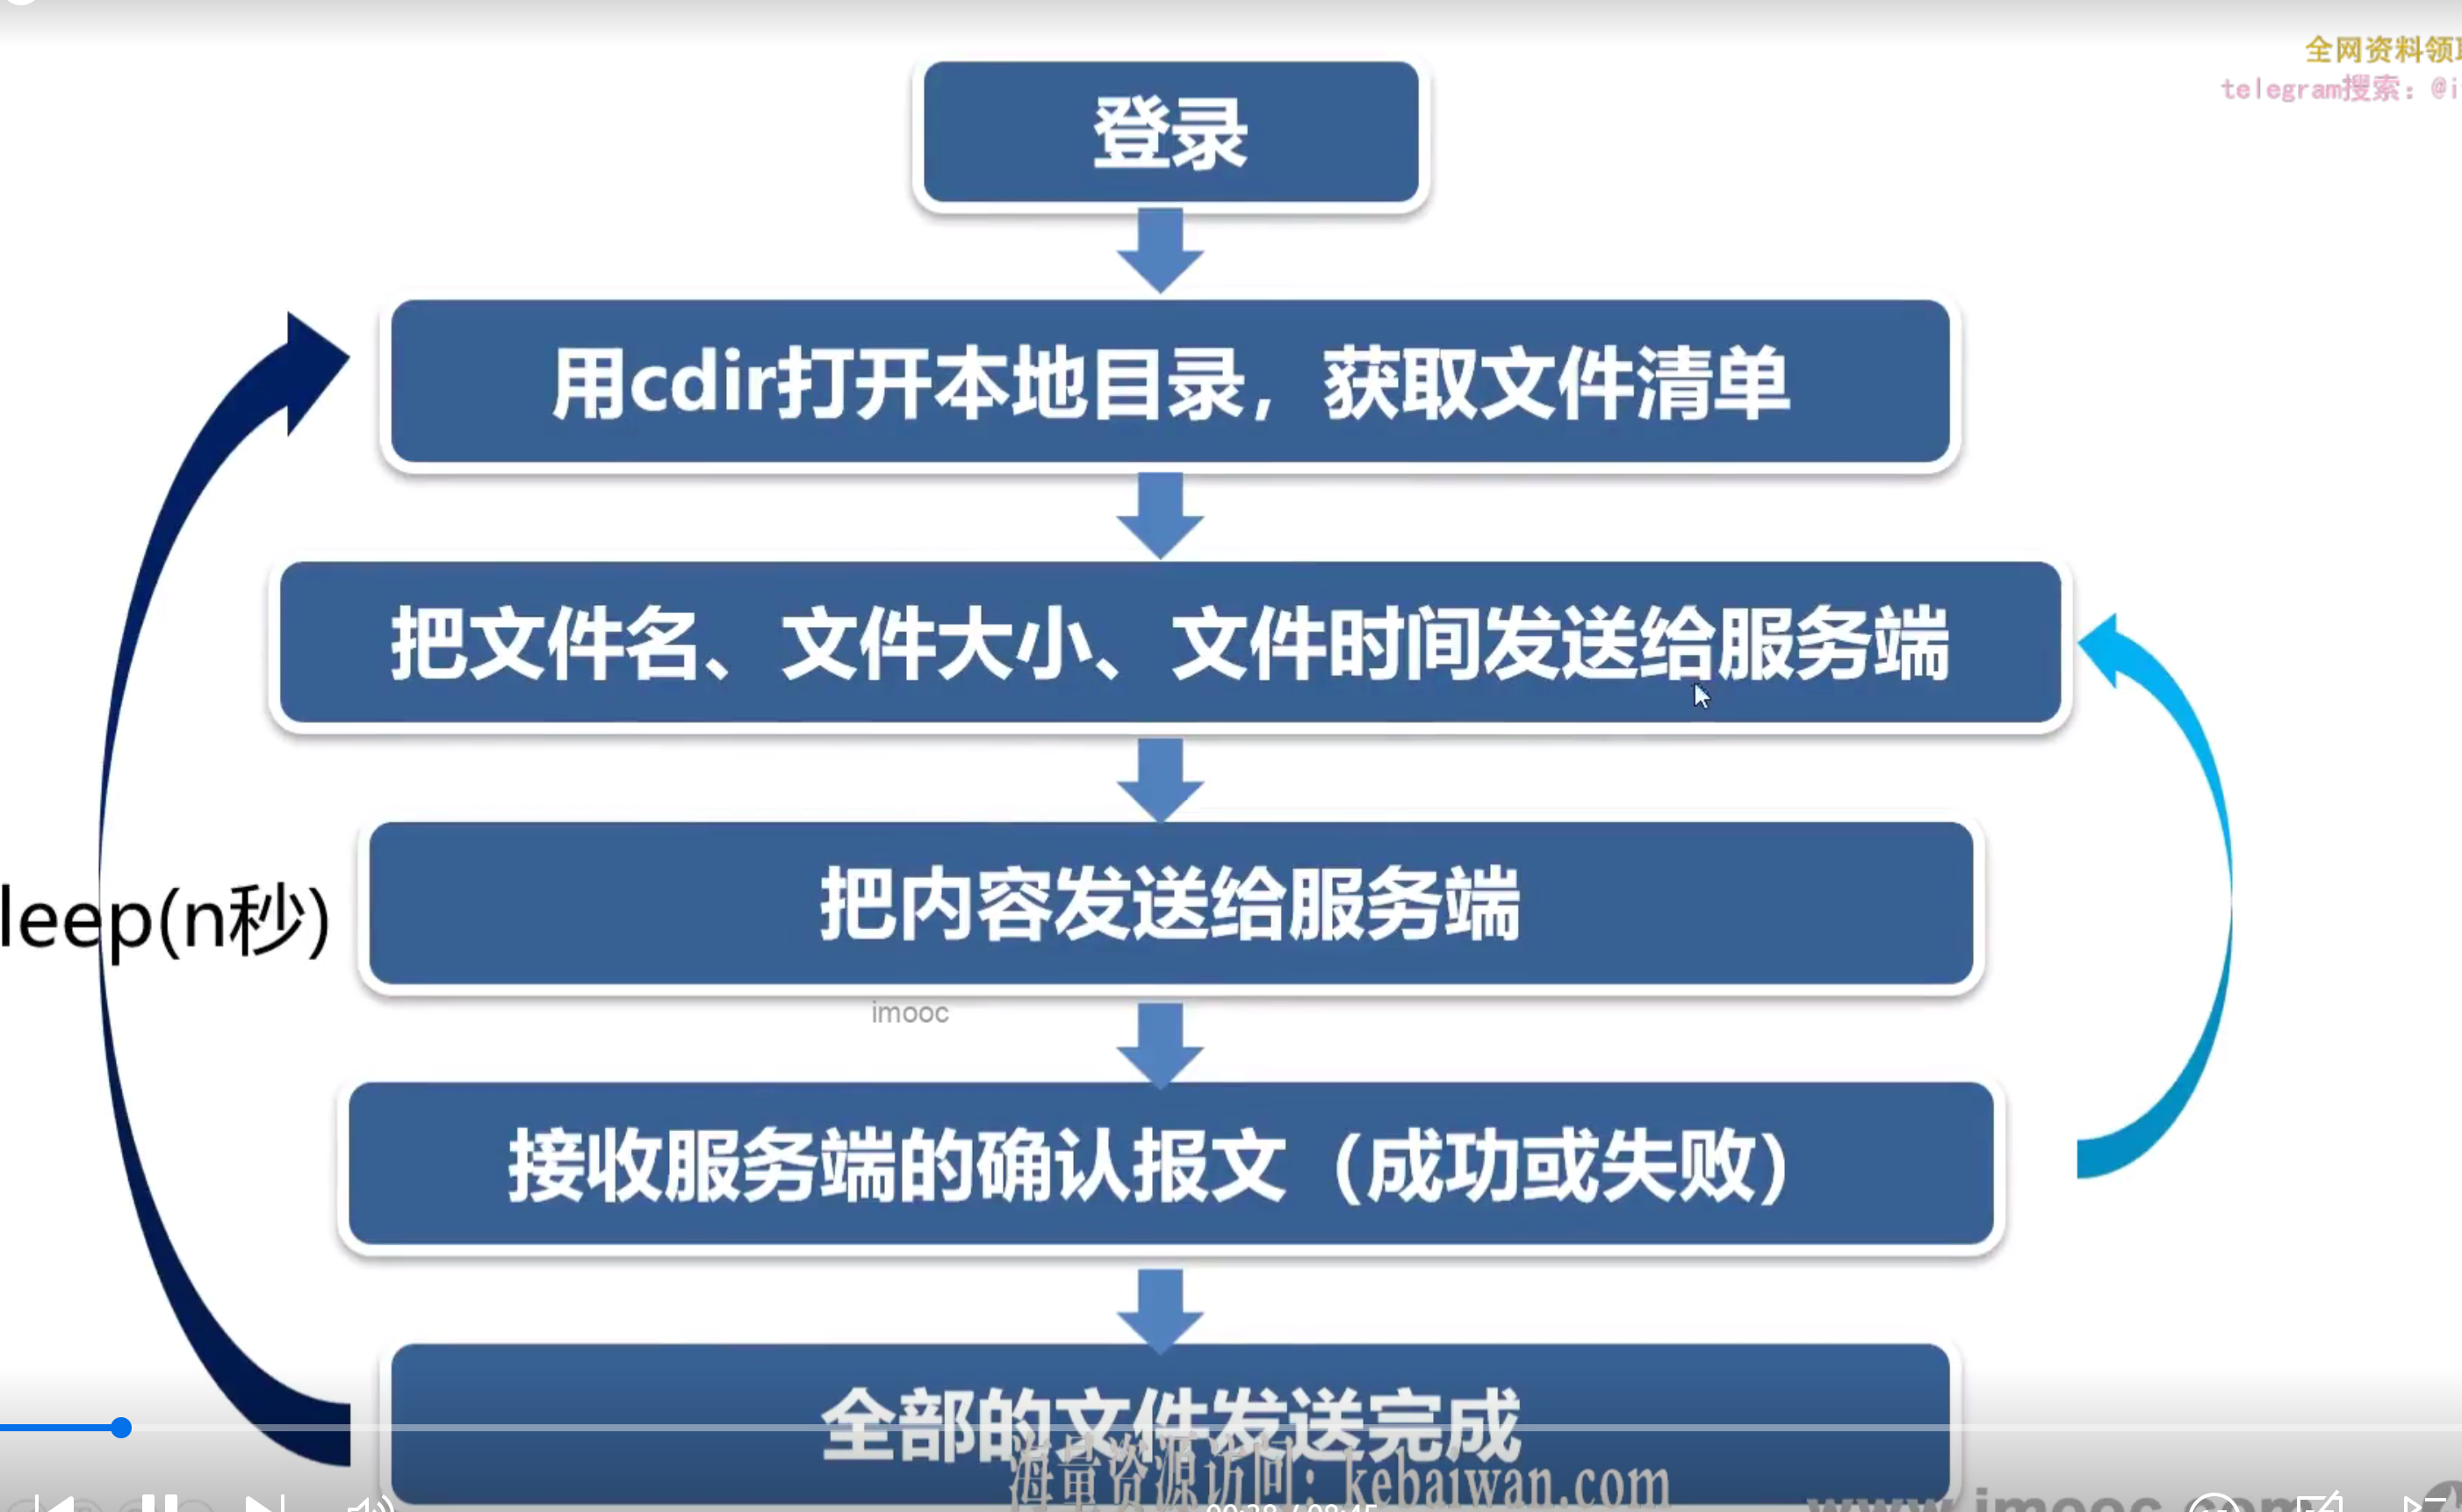 全网资料领
telegram搜索：@i
登录
用cdir打开本地目录，获取文件清单
把文件名、文件大小、文件时间发送给服务端
把内容发送给服务端
leep(n秒)
imooc
接收服务端的确认报文（成功或失败）
全部的文件发送完成
海量资源访问：kebaiwan.com
www.imooc.com